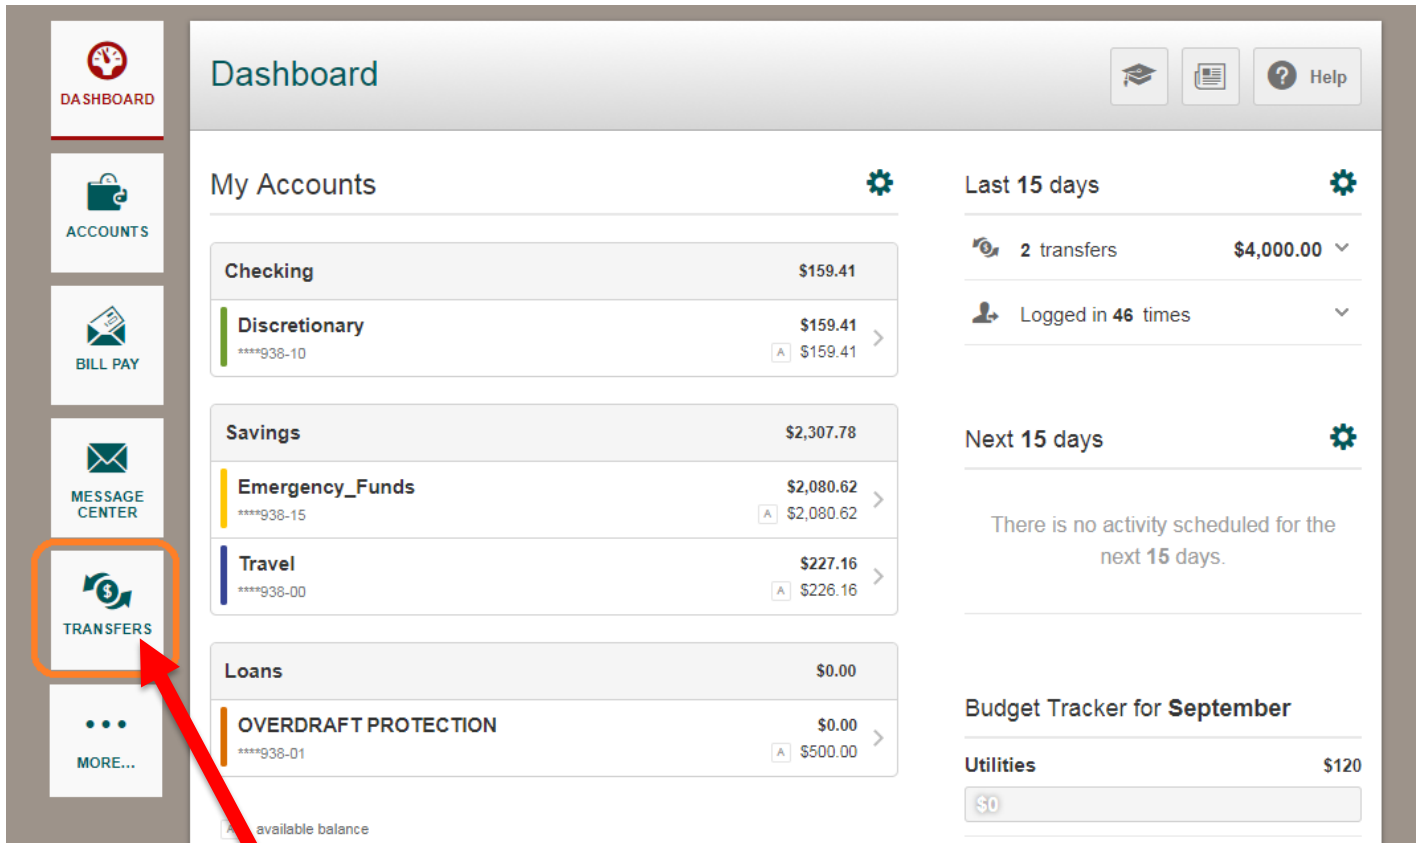 DASHBOARD
ACCOUNTS
BILL PAY
MESSAGE
CENTER
TRANSFERS
MORE...
Dashboard
Help
My Accounts
Checking $159.41
Discretionary $159.41
****938-10 A $159.41
Savings $2,307.78
Emergency_Funds $2,080.62
****938-15 A $2,080.62
Travel $227.16
****938-00 A $226.16
Loans $0.00
OVERDRAFT PROTECTION $0.00
****938-01 A $500.00
A available balance
Last 15 days
2 transfers $4,000.00
Logged in 46 times
Next 15 days
There is no activity scheduled for the
next 15 days.
Budget Tracker for September
Utilities $120
$0